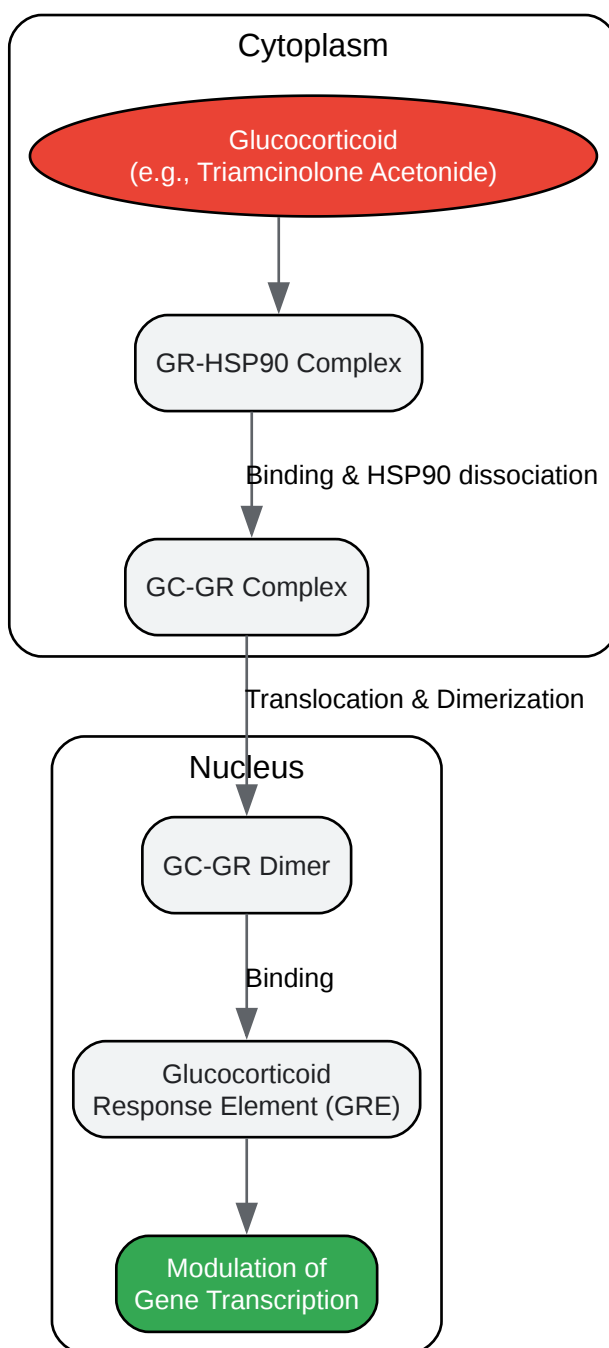 Cytoplasm
Glucocorticoid
(e.g., Triamcinolone Acetonide)
GR-HSP90 Complex
Binding & HSP90 dissociation
GC-GR Complex
Translocation & Dimerization
Nucleus
GC-GR Dimer
Binding
Glucocorticoid
Response Element (GRE)
Modulation of
Gene Transcription